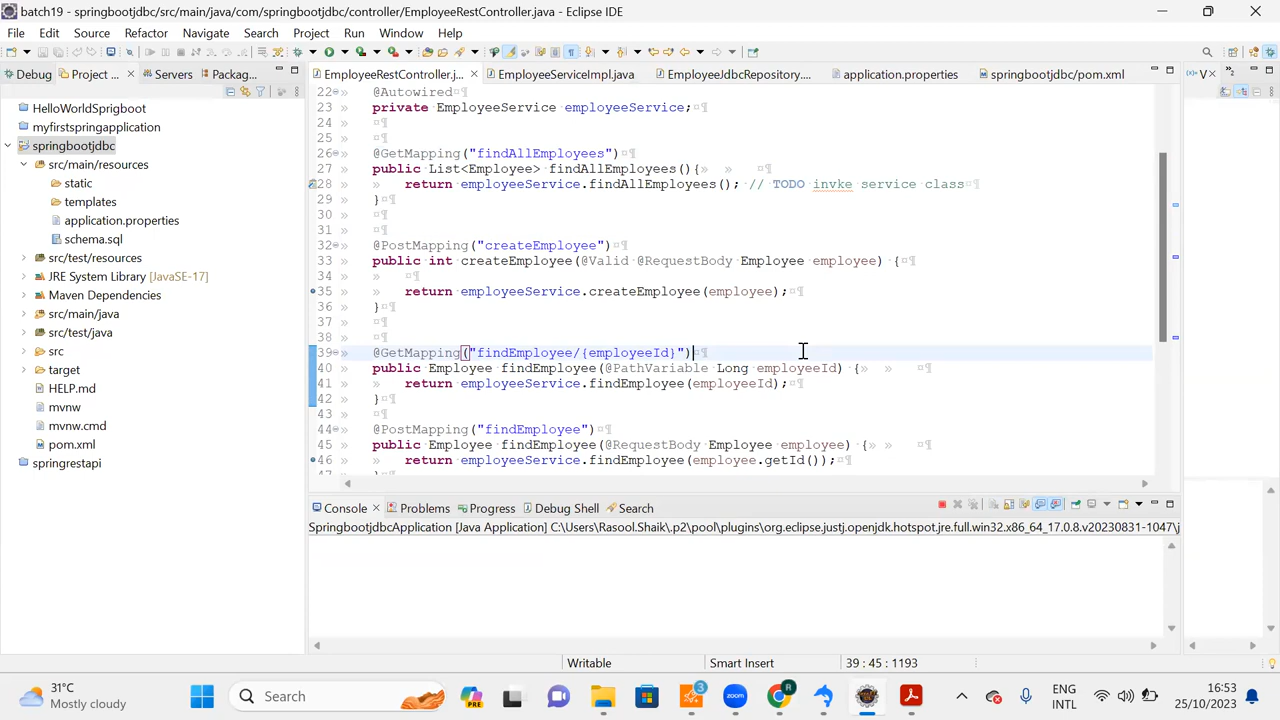 batch19 - springbootjdbc/src/main/java/com/springbootjdbc/controller/EmployeeRestController.java - Eclipse IDE
File Edit Source Refactor Navigate Search Project Run Window Help
Debug Project ... Servers Packag... EmployeeRestController.j... EmployeeServiceImpl.java EmployeeJdbcRepository.... application.properties springbootjdbc/pom.xml V
HelloWorldSprigboot
myfirstspringapplication
springbootjdbc
src/main/resources
static
templates
application.properties
schema.sql
src/test/resources
JRE System Library [JavaSE-17]
Maven Dependencies
src/main/java
src/test/java
src
target
HELP.md
mvnw
mvnw.cmd
pom.xml
springrestapi
22 @Autowired
23 private EmployeeService employeeService;
24
25
26 @GetMapping("findAllEmployees")
27 public List<Employee> findAllEmployees(){
28 return employeeService.findAllEmployees(); // TODO invke service class
29 }
30
31
32 @PostMapping("createEmployee")
33 public int createEmployee(@Valid @RequestBody Employee employee) {
34
35 return employeeService.createEmployee(employee);
36 }
37
38
39 @GetMapping("findEmployee/{employeeId}")
40 public Employee findEmployee(@PathVariable Long employeeId) {
41 return employeeService.findEmployee(employeeId);
42 }
43
44 @PostMapping("findEmployee")
45 public Employee findEmployee(@RequestBody Employee employee) {
46 return employeeService.findEmployee(employee.getId());
Console Problems Progress Debug Shell Search
SpringbootjdbcApplication [Java Application] C:\Users\Rasool.Shaik\.p2\pool\plugins\org.eclipse.justj.openjdk.hotspot.jre.full.win32.x86_64_17.0.8.v20230831-1047\j
Writable Smart Insert 39 : 45 : 1193
31°C
Mostly cloudy
Search
PRE
3
zoom
R
ENG
INTL
16:53
25/10/2023